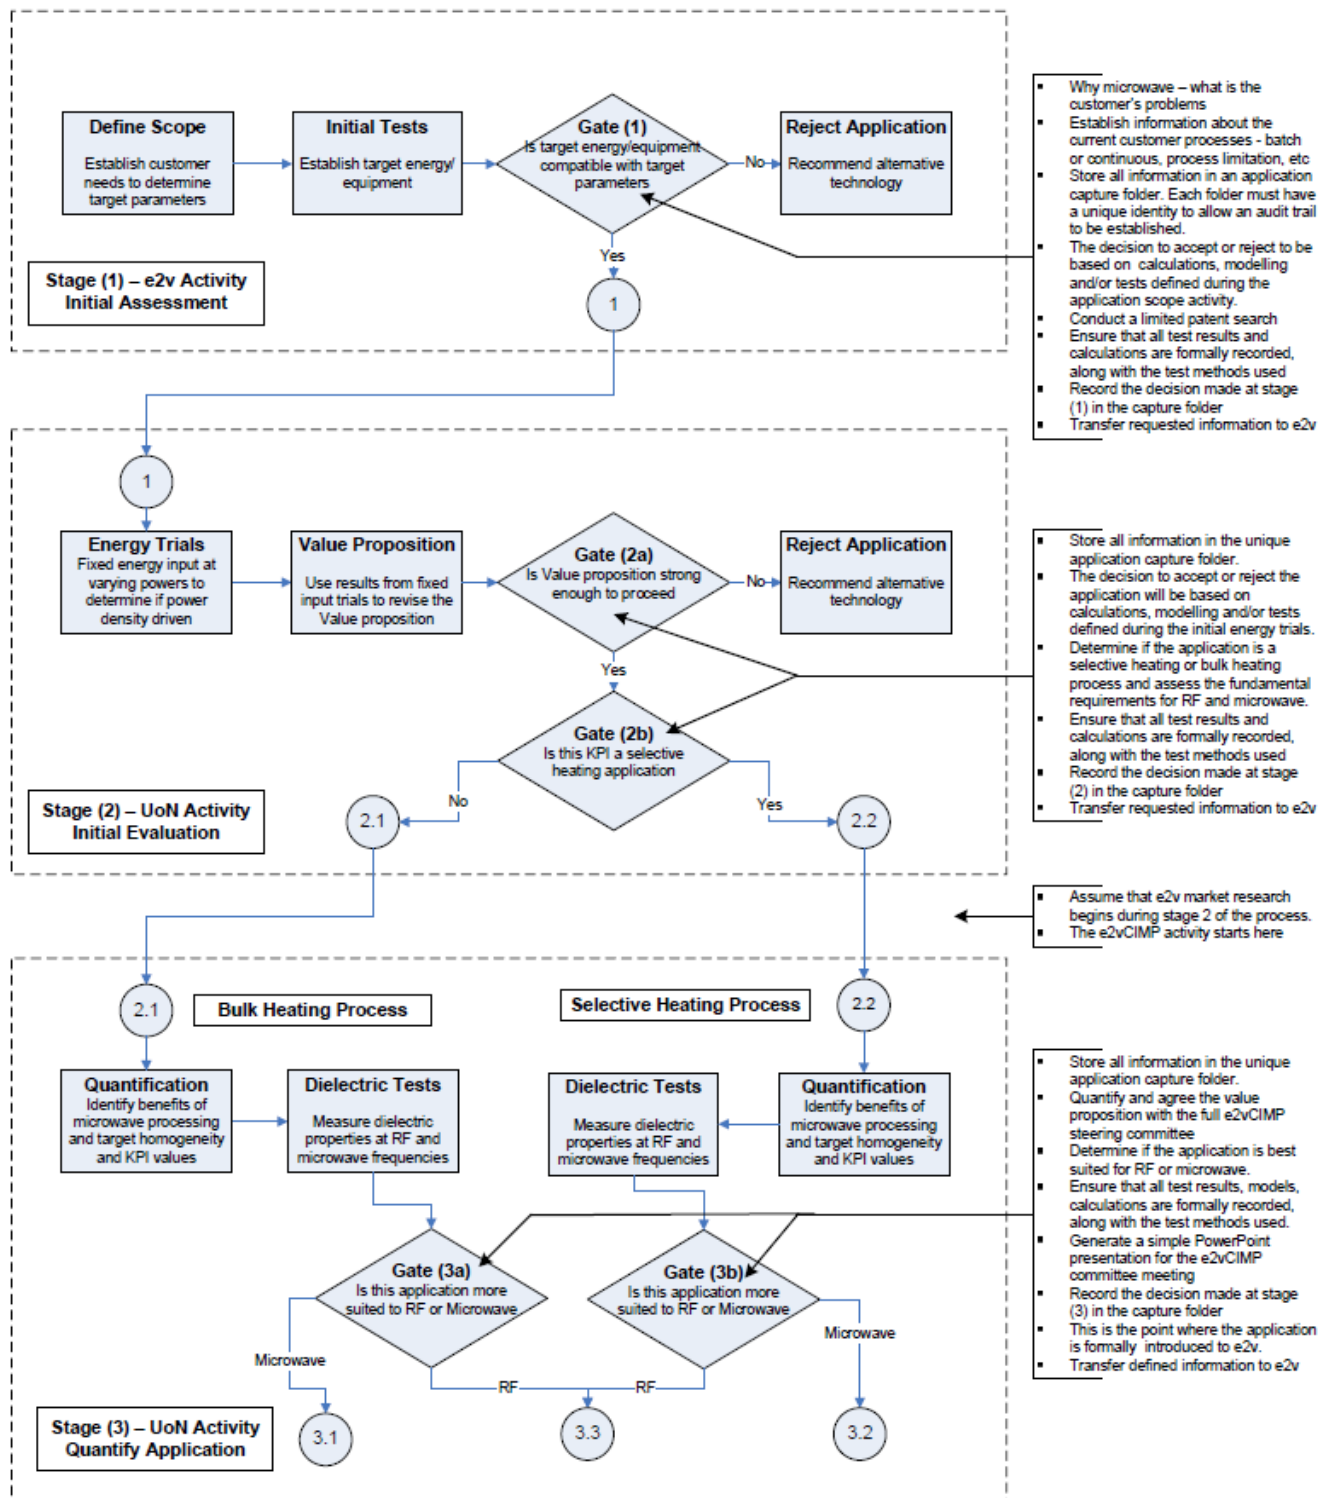 Define Scope
Establish customer
needs to determine
target parameters
Initial Tests
Establish target energy/
equipment
Gate (1)
Is target energy/equipment
compatible with target
parameters
No
Reject Application
Recommend alternative
technology
Yes
1
Stage (1) – e2v Activity
Initial Assessment
▪ Why microwave – what is the
customer's problems
▪ Establish information about the
current customer processes - batch
or continuous, process limitation, etc
▪ Store all information in an application
capture folder. Each folder must have
a unique identity to allow an audit trail
to be established.
▪ The decision to accept or reject to be
based on calculations, modelling
and/or tests defined during the
application scope activity.
▪ Conduct a limited patent search
▪ Ensure that all test results and
calculations are formally recorded,
along with the test methods used
▪ Record the decision made at stage
(1) in the capture folder
▪ Transfer requested information to e2v
1
Energy Trials
Fixed energy input at
varying powers to
determine if power
density driven
Value Proposition
Use results from fixed
input trials to revise the
Value proposition
Gate (2a)
Is Value proposition strong
enough to proceed
No
Reject Application
Recommend alternative
technology
Yes
Gate (2b)
Is this KPI a selective
heating application
No
Yes
2.1
2.2
Stage (2) – UoN Activity
Initial Evaluation
▪ Store all information in the unique
application capture folder.
▪ The decision to accept or reject the
application will be based on
calculations, modelling and/or tests
defined during the initial energy trials.
▪ Determine if the application is a
selective heating or bulk heating
process and assess the fundamental
requirements for RF and microwave.
▪ Ensure that all test results and
calculations are formally recorded,
along with the test methods used
▪ Record the decision made at stage
(2) in the capture folder
▪ Transfer requested information to e2v
▪ Assume that e2v market research
begins during stage 2 of the process.
▪ The e2vCIMP activity starts here
2.1
Bulk Heating Process
Selective Heating Process
2.2
Quantification
Identify benefits of
microwave processing
and target homogeneity
and KPI values
Dielectric Tests
Measure dielectric
properties at RF and
microwave frequencies
Dielectric Tests
Measure dielectric
properties at RF and
microwave frequencies
Quantification
Identify benefits of
microwave processing
and target homogeneity
and KPI values
Gate (3a)
Is this application more
suited to RF or Microwave
Gate (3b)
Is this application more
suited to RF or Microwave
Microwave
RF
RF
Microwave
3.1
3.3
3.2
Stage (3) – UoN Activity
Quantify Application
▪ Store all information in the unique
application capture folder.
▪ Quantify and agree the value
proposition with the full e2vCIMP
steering committee
▪ Determine if the application is best
suited for RF or microwave.
▪ Ensure that all test results, models,
calculations are formally recorded,
along with the test methods used.
▪ Generate a simple PowerPoint
presentation for the e2vCIMP
committee meeting
▪ Record the decision made at stage
(3) in the capture folder
▪ This is the point where the application
is formally introduced to e2v.
▪ Transfer defined information to e2v